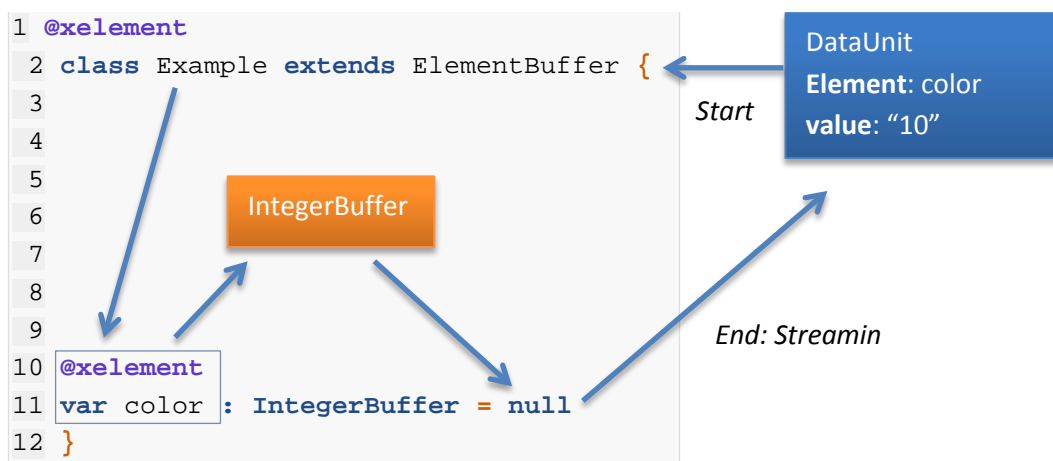 1 @xelement
2 class Example extends ElementBuffer {
3
4
5
6
7
8
9
10 @xelement
11 var color : IntegerBuffer = null
12 }
DataUnit
Element: color
value: “10”
Start
IntegerBuffer
End: Streamin